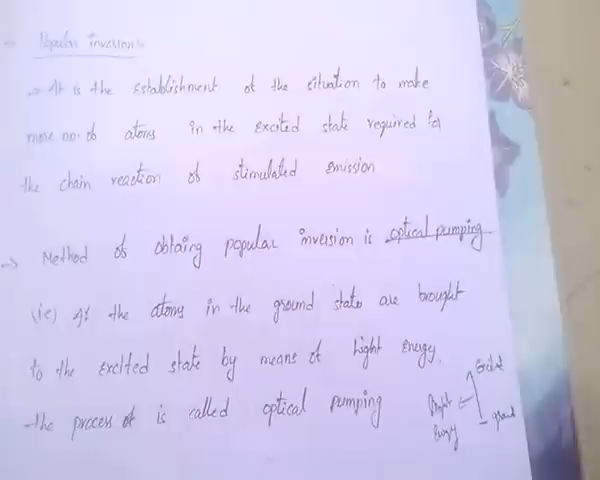 → Popular inversion:-
→ It is the establishment of the situation to make
more no. of atoms in the excited state required for
the chain reaction of stimulated emission
→ Method of obtaing popular inversion is optical pumping
(ie) If the atoms in the ground state are brought
to the excited state by means of light energy.
the process of is called optical pumping
Excited
light
energy
ground